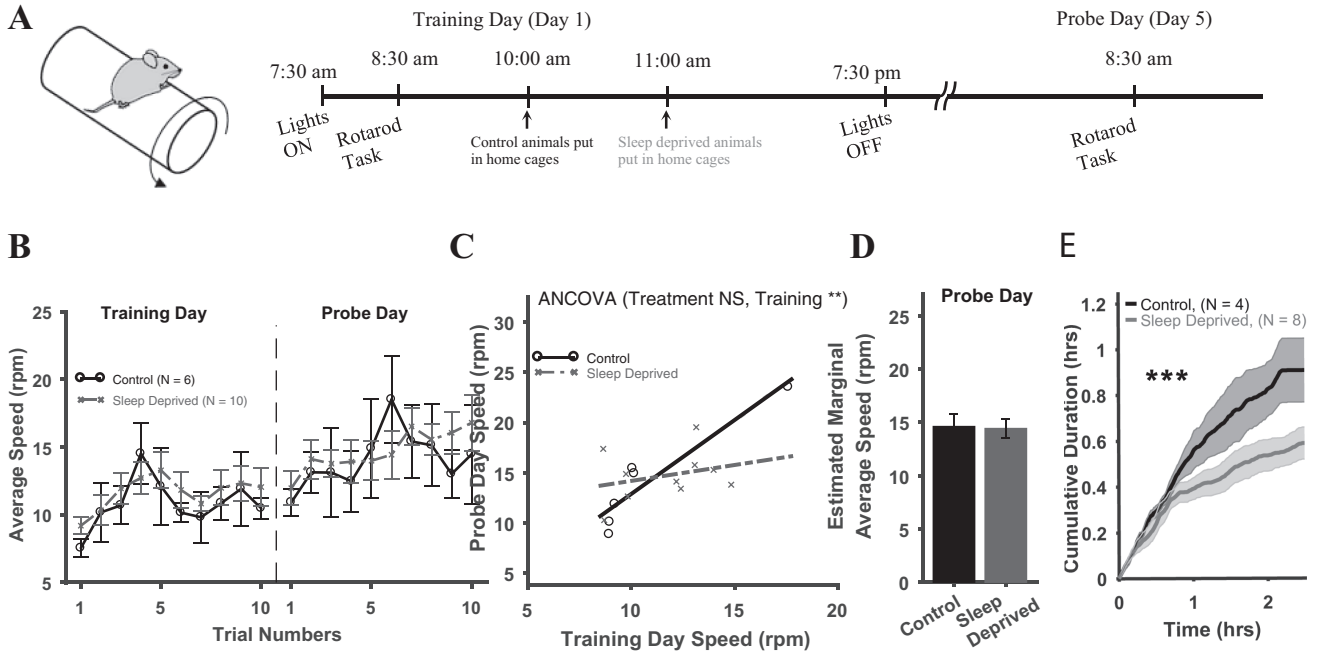 A
Training Day (Day 1)
Probe Day (Day 5)
7:30 am
8:30 am
10:00 am
11:00 am
7:30 pm
8:30 am
Lights
ON
Rotarod
Task
Control animals put
in home cages
Sleep deprived animals
put in home cages
Lights
OFF
Rotarod
Task
B
Training Day
Probe Day
Control (N = 6)
Sleep Deprived (N = 10)
Average Speed (rpm)
25
20
15
10
5
1
5
10
1
5
10
Trial Numbers
C
ANCOVA (Treatment NS, Training **)
Control
Sleep Deprived
Probe Day Speed (rpm)
30
25
20
15
10
5
5
10
15
20
Training Day Speed (rpm)
D
Probe Day
Estimated Marginal
Average Speed (rpm)
25
20
15
10
5
0
Control
Sleep
Deprived
E
Control, (N = 4)
Sleep Deprived, (N = 8)
***
Cumulative Duration (hrs)
1.2
1
0.8
0.6
0.4
0.2
0
0
1
2
Time (hrs)